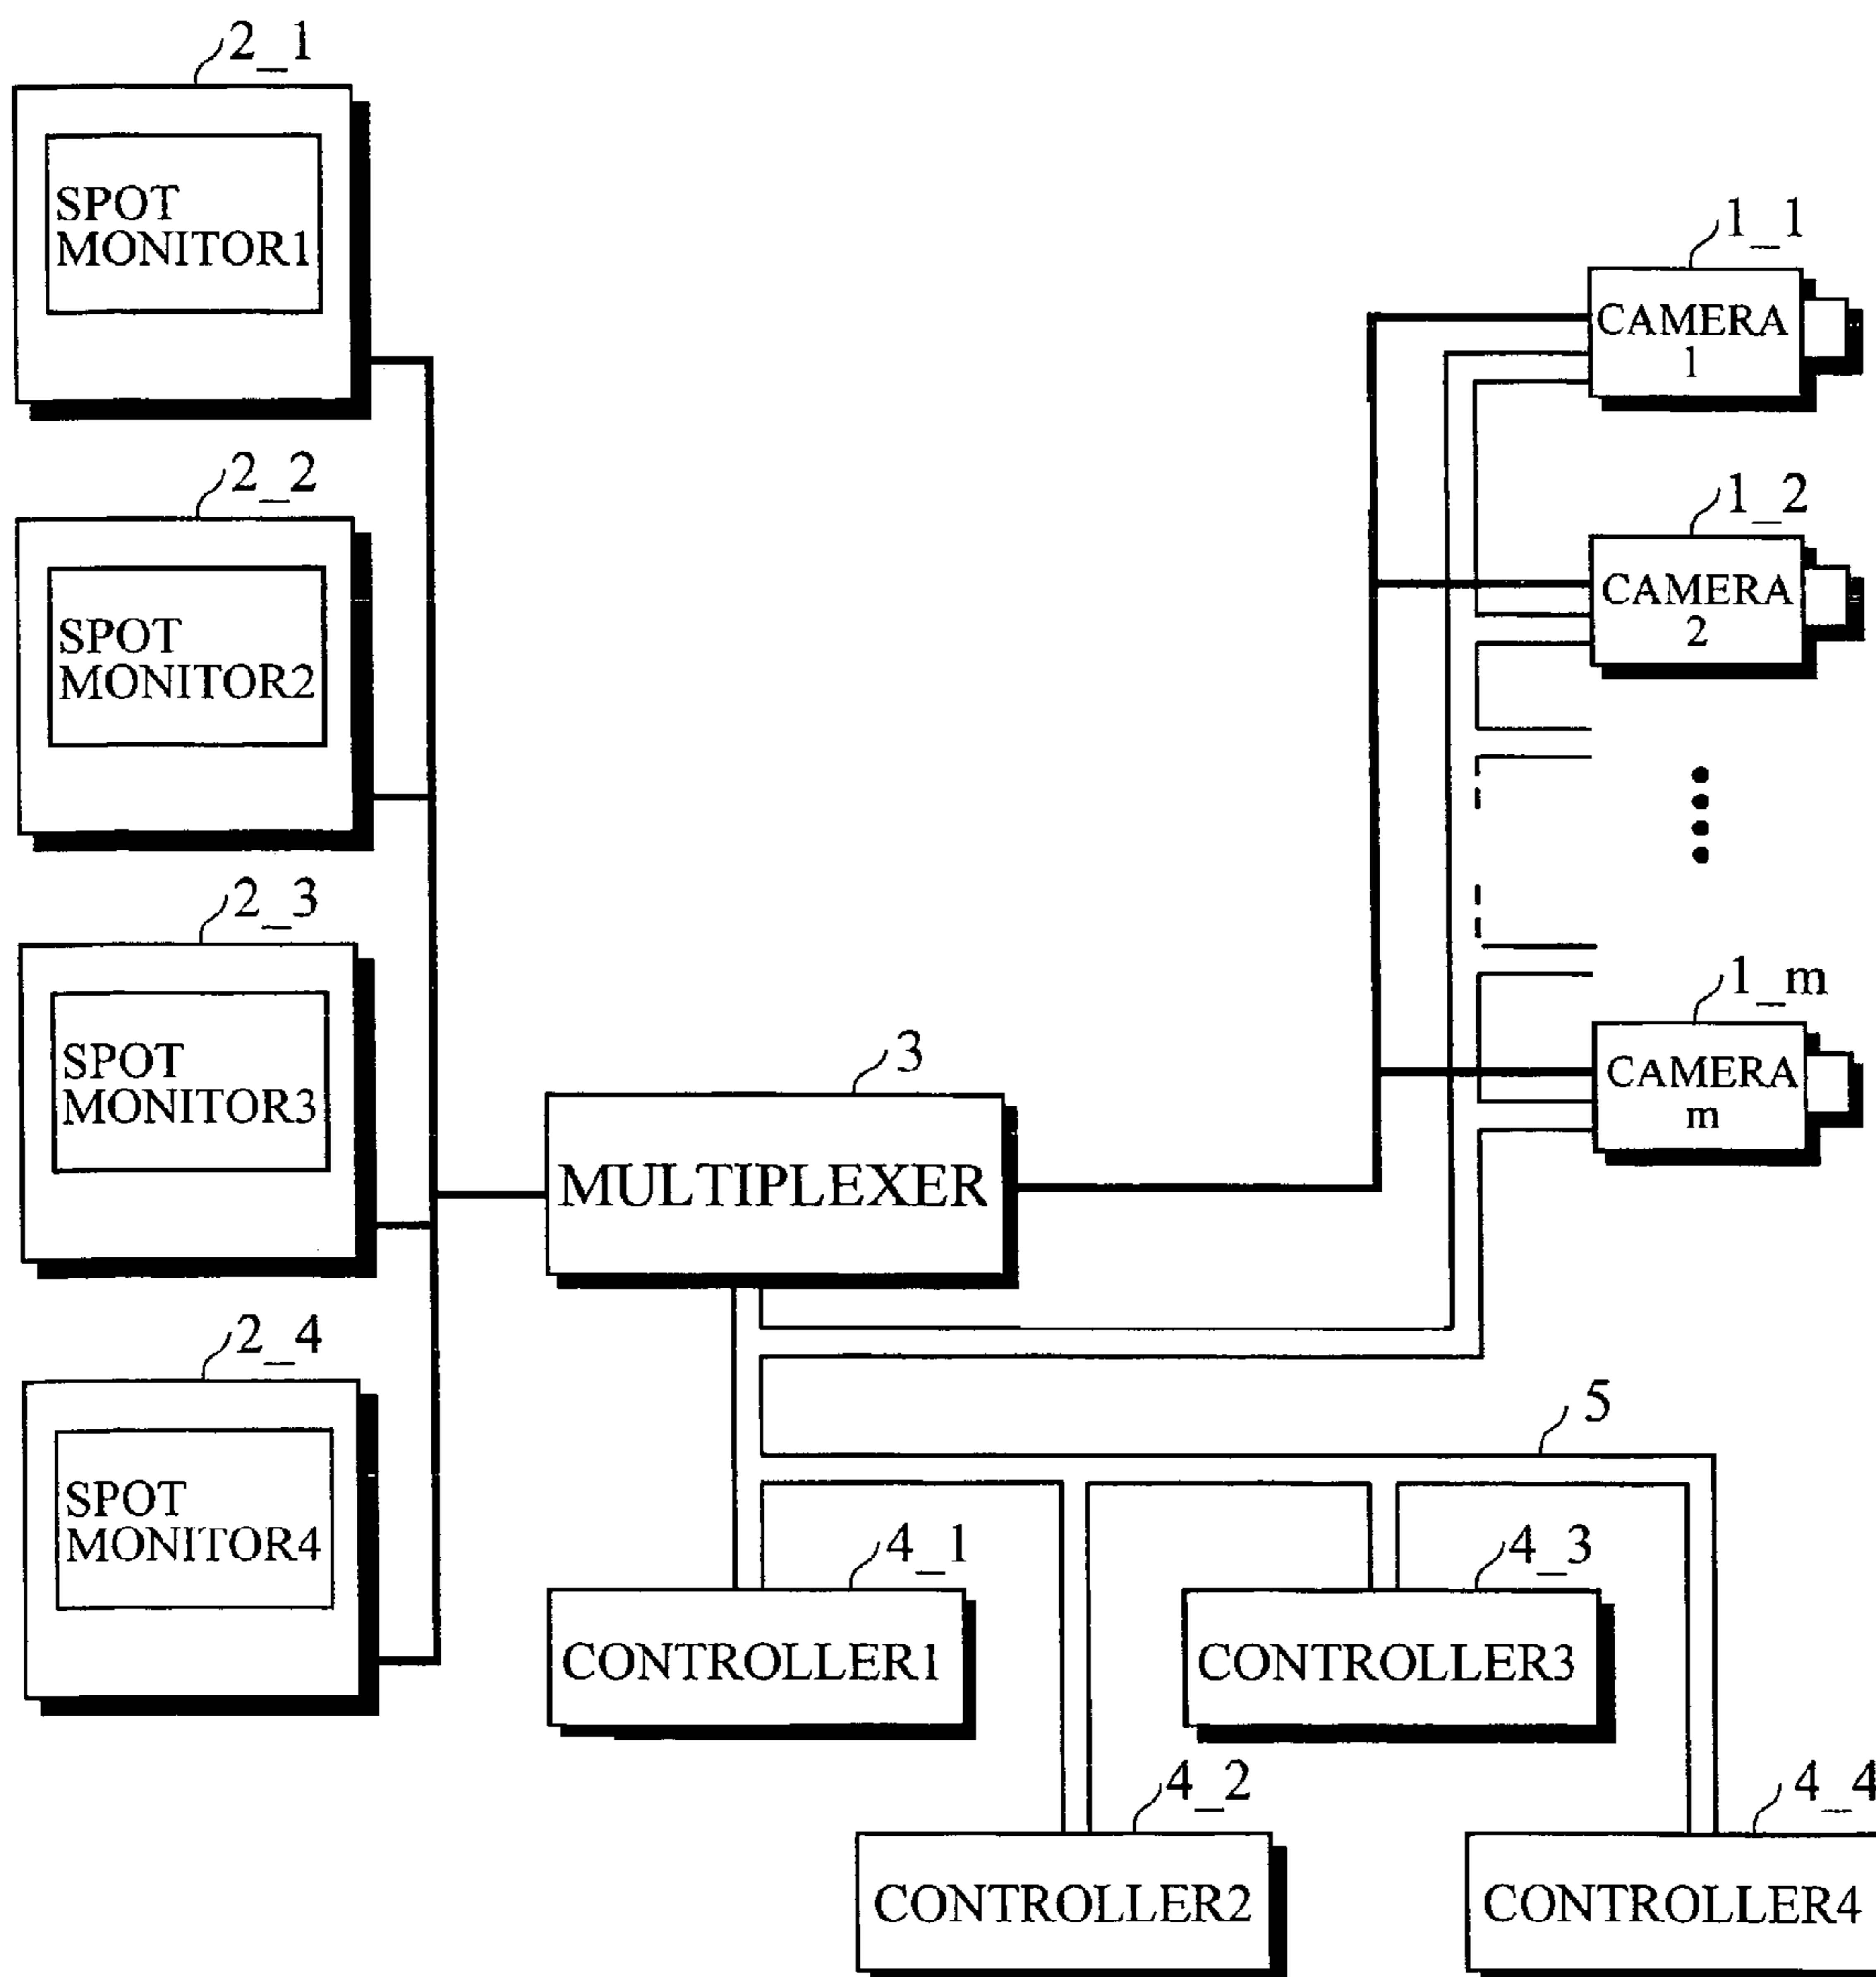 2_1
SPOT
MONITOR1
2_2
SPOT
MONITOR2
2_3
SPOT
MONITOR3
2_4
SPOT
MONITOR4
3
MULTIPLEXER
1_1
CAMERA
1
1_2
CAMERA
2
1_m
CAMERA
m
5
4_1
CONTROLLER1
4_3
CONTROLLER3
4_2
CONTROLLER2
4_4
CONTROLLER4